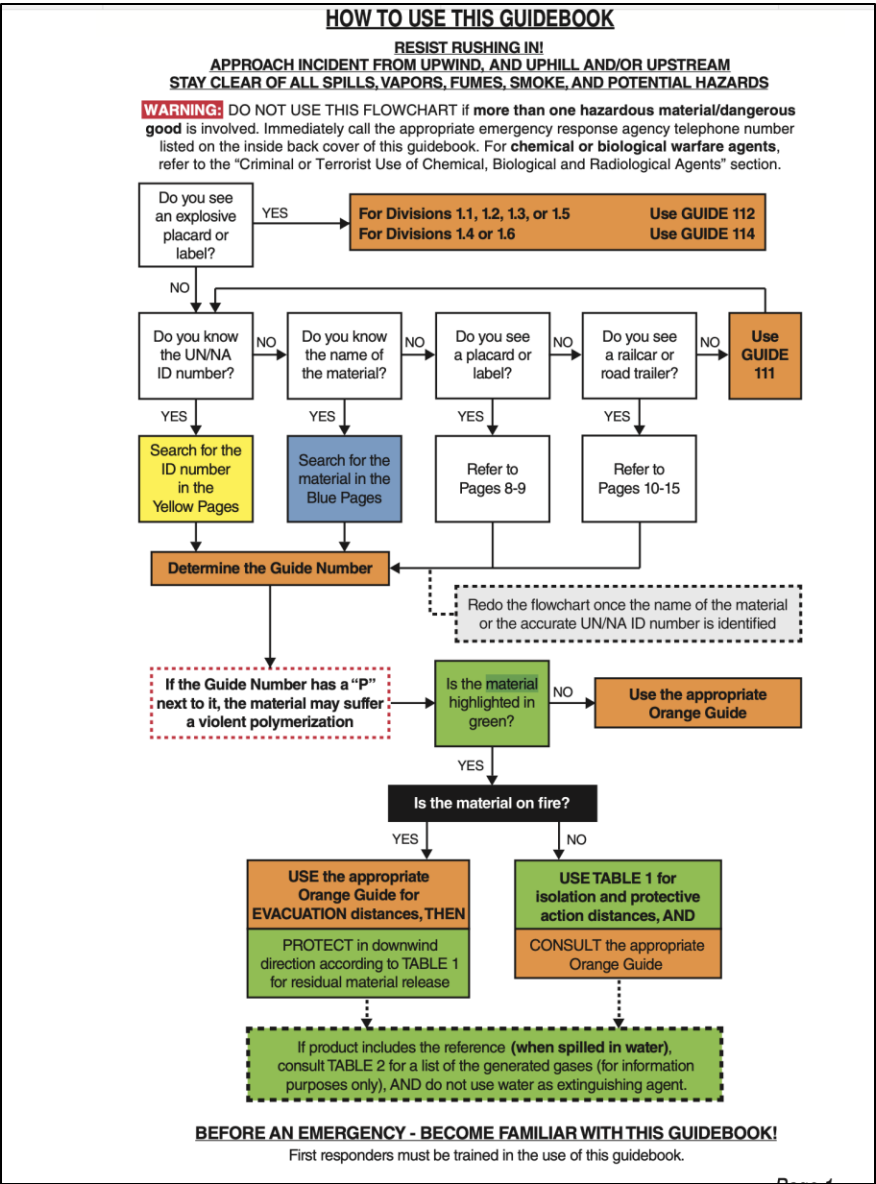 HOW TO USE THIS GUIDEBOOK
RESIST RUSHING IN!
APPROACH INCIDENT FROM UPWIND, AND UPHILL AND/OR UPSTREAM
STAY CLEAR OF ALL SPILLS, VAPORS, FUMES, SMOKE, AND POTENTIAL HAZARDS
WARNING: DO NOT USE THIS FLOWCHART if more than one hazardous material/dangerous
good is involved. Immediately call the appropriate emergency response agency telephone number
listed on the inside back cover of this guidebook. For chemical or biological warfare agents,
refer to the “Criminal or Terrorist Use of Chemical, Biological and Radiological Agents” section.
Do you see
an explosive
placard or
label?
YES
For Divisions 1.1, 1.2, 1.3, or 1.5 Use GUIDE 112
For Divisions 1.4 or 1.6 Use GUIDE 114
NO
Do you know
the UN/NA
ID number?
NO
Do you know
the name of
the material?
NO
Do you see
a placard or
label?
NO
Do you see
a railcar or
road trailer?
NO
Use
GUIDE
111
YES
YES
YES
YES
Search for the
ID number
in the
Yellow Pages
Search for the
material in the
Blue Pages
Refer to
Pages 8-9
Refer to
Pages 10-15
Determine the Guide Number
Redo the flowchart once the name of the material
or the accurate UN/NA ID number is identified
If the Guide Number has a “P”
next to it, the material may suffer
a violent polymerization
Is the material
highlighted in
green?
NO
Use the appropriate
Orange Guide
YES
Is the material on fire?
YES
NO
USE the appropriate
Orange Guide for
EVACUATION distances, THEN
PROTECT in downwind
direction according to TABLE 1
for residual material release
USE TABLE 1 for
isolation and protective
action distances, AND
CONSULT the appropriate
Orange Guide
If product includes the reference (when spilled in water),
consult TABLE 2 for a list of the generated gases (for information
purposes only), AND do not use water as extinguishing agent.
BEFORE AN EMERGENCY - BECOME FAMILIAR WITH THIS GUIDEBOOK!
First responders must be trained in the use of this guidebook.